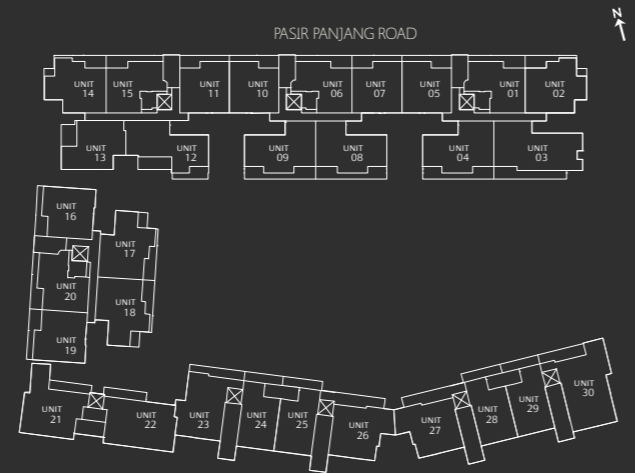 N
PASIR PANJANG ROAD
UNIT
14
UNIT
15
UNIT
11
UNIT
10
UNIT
06
UNIT
07
UNIT
05
UNIT
01
UNIT
02
UNIT
13
UNIT
12
UNIT
09
UNIT
08
UNIT
04
UNIT
03
UNIT
16
UNIT
17
UNIT
20
UNIT
18
UNIT
19
UNIT
21
UNIT
22
UNIT
23
UNIT
24
UNIT
25
UNIT
26
UNIT
27
UNIT
28
UNIT
29
UNIT
30